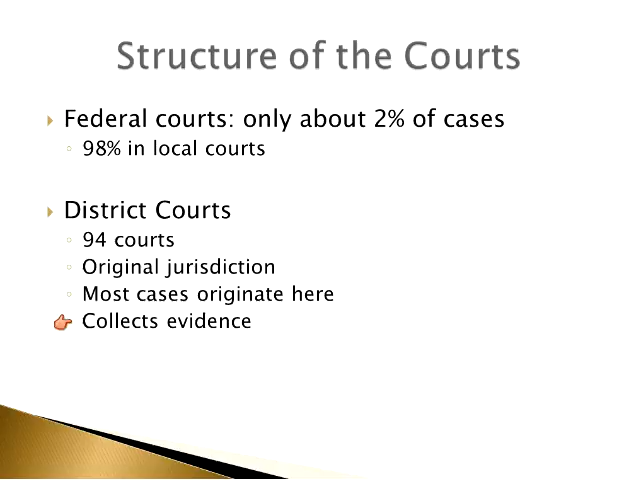 Structure of the Courts
Federal courts: only about 2% of cases
98% in local courts
District Courts
94 courts
Original jurisdiction
Most cases originate here
Collects evidence